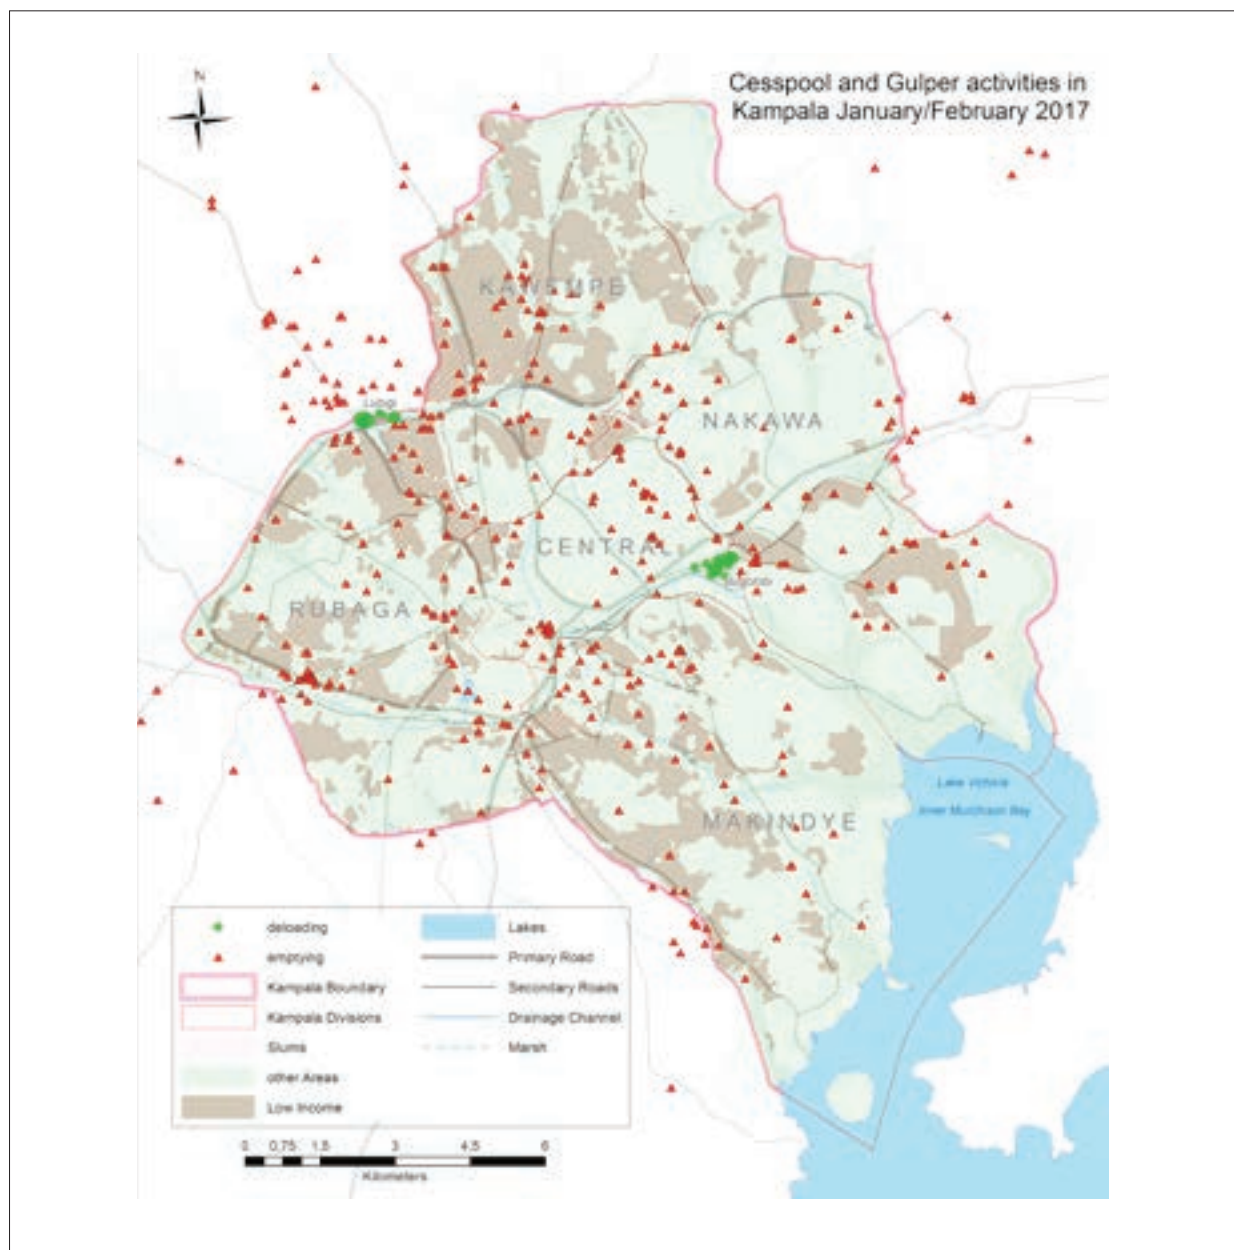 Cesspool and Gulper activities in
Kampala January/February 2017
N
KAWEMPE
Lubigi
NAKAWA
CENTRAL
Bugolobi
RUBAGA
Lake Victoria
Inner Murchison Bay
MAKINDYE
deloading
emptying
Kampala Boundary
Kampala Divisions
Slums
other Areas
Low Income
Lakes
Primary Road
Secondary Roads
Drainage Channel
Marsh
0 0,75 1,5 3 4,5 6
Kilometers